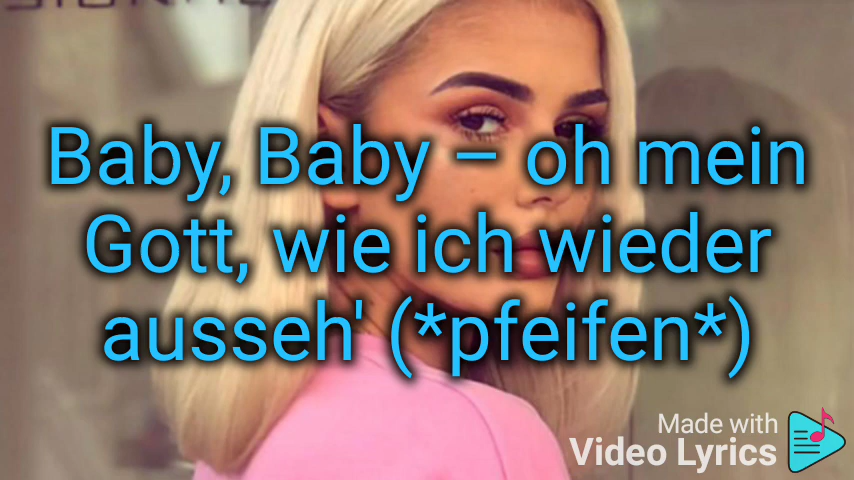 Baby, Baby – oh mein
Gott, wie ich wieder
ausseh' (*pfeifen*)
Made with
Video Lyrics